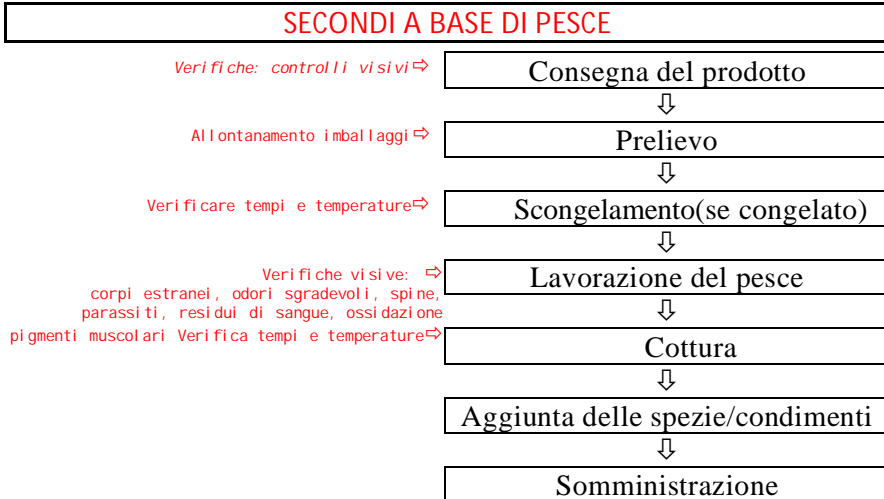 SECONDI A BASE DI PESCE
Verifiche: controlli visivi⇨ Consegna del prodotto
⇩
Allontanamento imballaggi⇨ Prelievo
⇩
Verificare tempi e temperature⇨ Scongelamento(se congelato)
⇩
Verifiche visive: ⇨ Lavorazione del pesce
corpi estranei, odori sgradevoli, spine,
parassiti, residui di sangue, ossidazione
⇩
pigmenti muscolari Verifica tempi e temperature⇨ Cottura
⇩
Aggiunta delle spezie/condimenti
⇩
Somministrazione